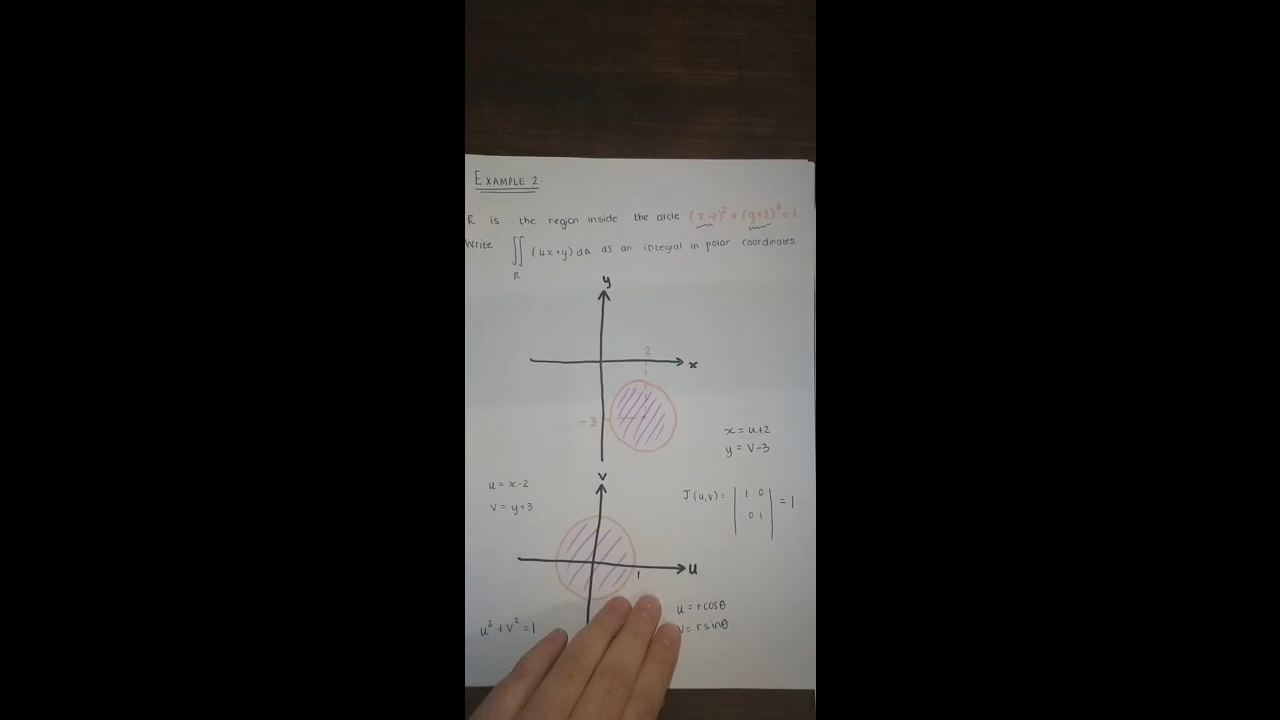 EXAMPLE 2:
R is the region inside the circle (x-2)² + (y+3)² = 1.
Write ∬ (4x+y) dA as an integral in polar coordinates.
R
y
2
x
-3
x = u+2
y = v-3
v
u = x-2
v = y+3
J(u,v) = | 1 0 | = 1
| 0 1 |
u
1
u = r cosθ
v = r sinθ
u² + v² = 1